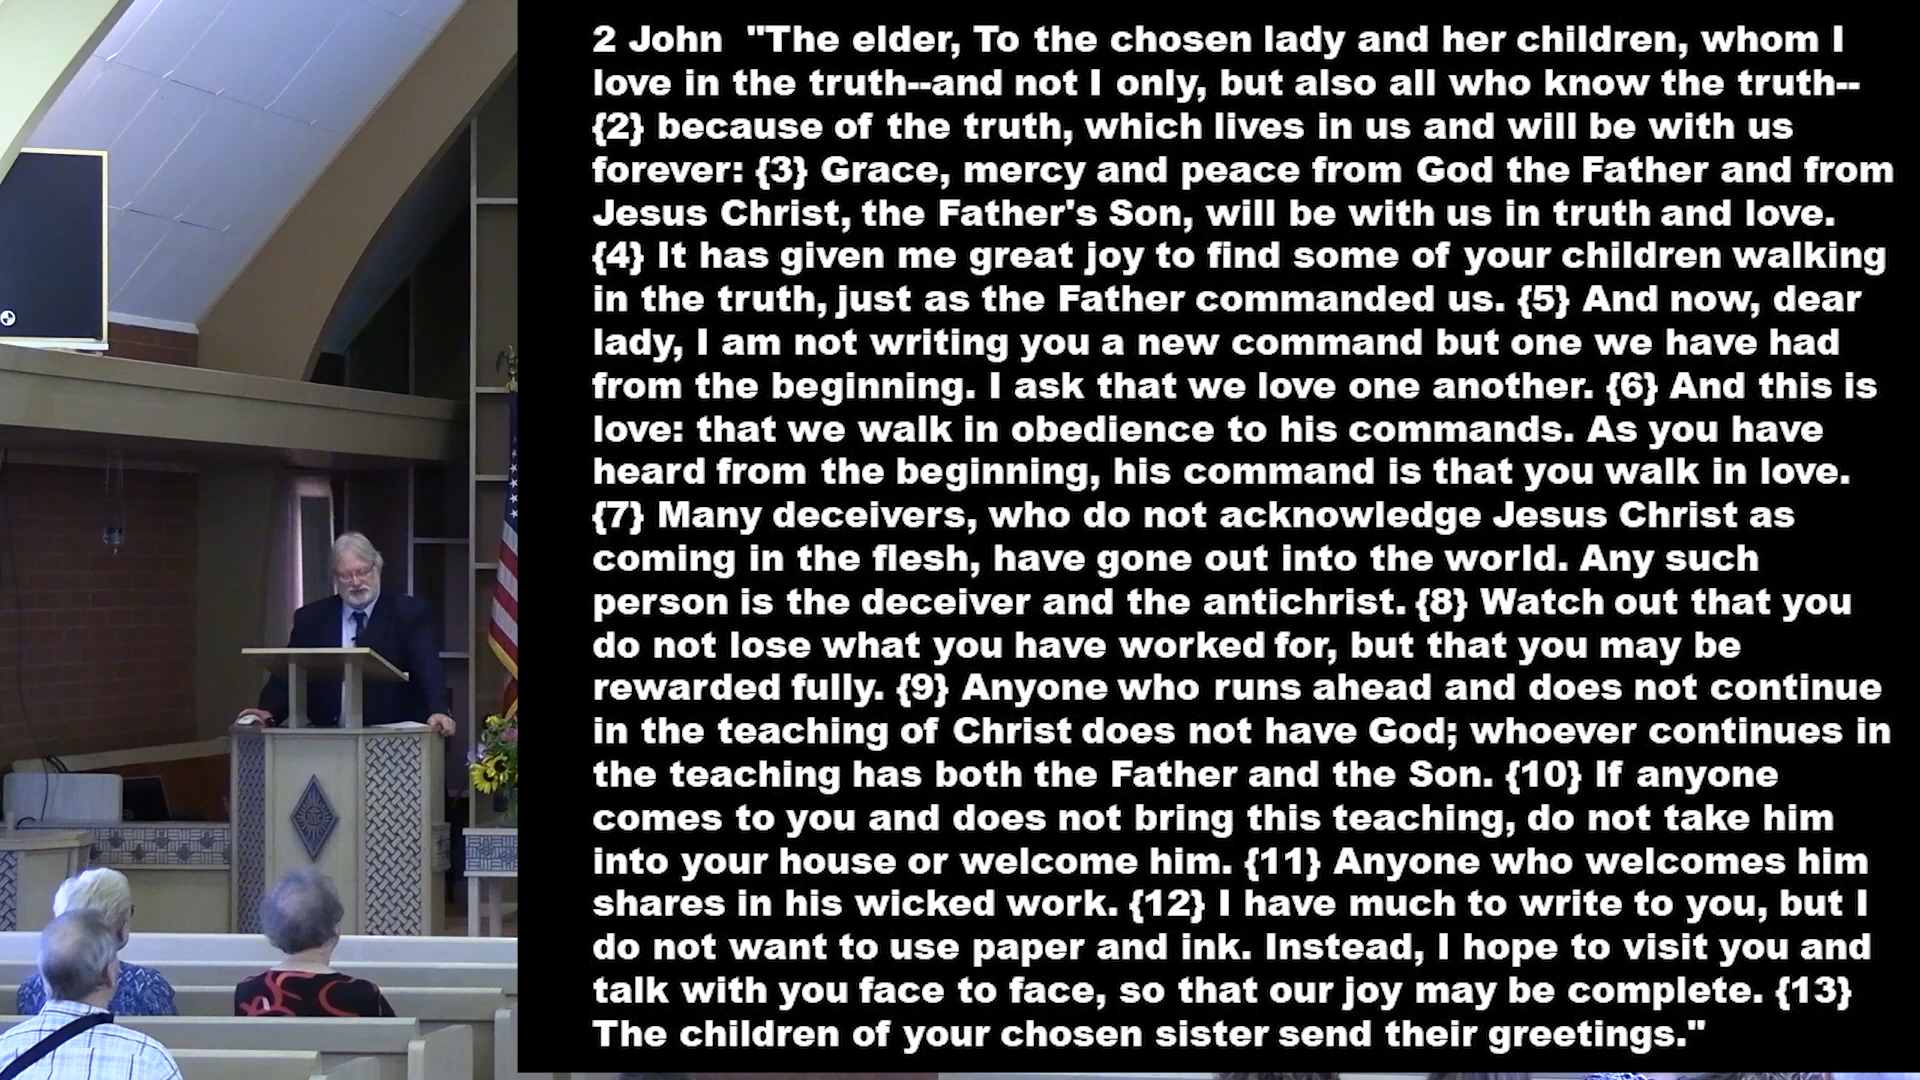 2 John "The elder, To the chosen lady and her children, whom I
love in the truth--and not I only, but also all who know the truth--
{2} because of the truth, which lives in us and will be with us
forever: {3} Grace, mercy and peace from God the Father and from
Jesus Christ, the Father's Son, will be with us in truth and love.
{4} It has given me great joy to find some of your children walking
in the truth, just as the Father commanded us. {5} And now, dear
lady, I am not writing you a new command but one we have had
from the beginning. I ask that we love one another. {6} And this is
love: that we walk in obedience to his commands. As you have
heard from the beginning, his command is that you walk in love.
{7} Many deceivers, who do not acknowledge Jesus Christ as
coming in the flesh, have gone out into the world. Any such
person is the deceiver and the antichrist. {8} Watch out that you
do not lose what you have worked for, but that you may be
rewarded fully. {9} Anyone who runs ahead and does not continue
in the teaching of Christ does not have God; whoever continues in
the teaching has both the Father and the Son. {10} If anyone
comes to you and does not bring this teaching, do not take him
into your house or welcome him. {11} Anyone who welcomes him
shares in his wicked work. {12} I have much to write to you, but I
do not want to use paper and ink. Instead, I hope to visit you and
talk with you face to face, so that our joy may be complete. {13}
The children of your chosen sister send their greetings."